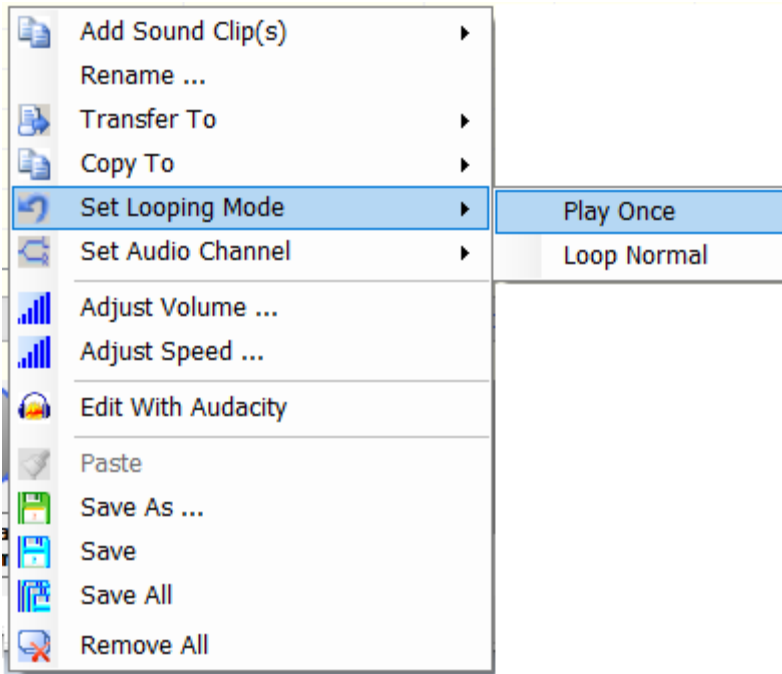 Add Sound Clip(s)
Rename ...
Transfer To
Copy To
Set Looping Mode
Play Once
Set Audio Channel
Loop Normal
Adjust Volume ...
Adjust Speed ...
Edit With Audacity
Paste
Save As ...
Save
Save All
Remove All